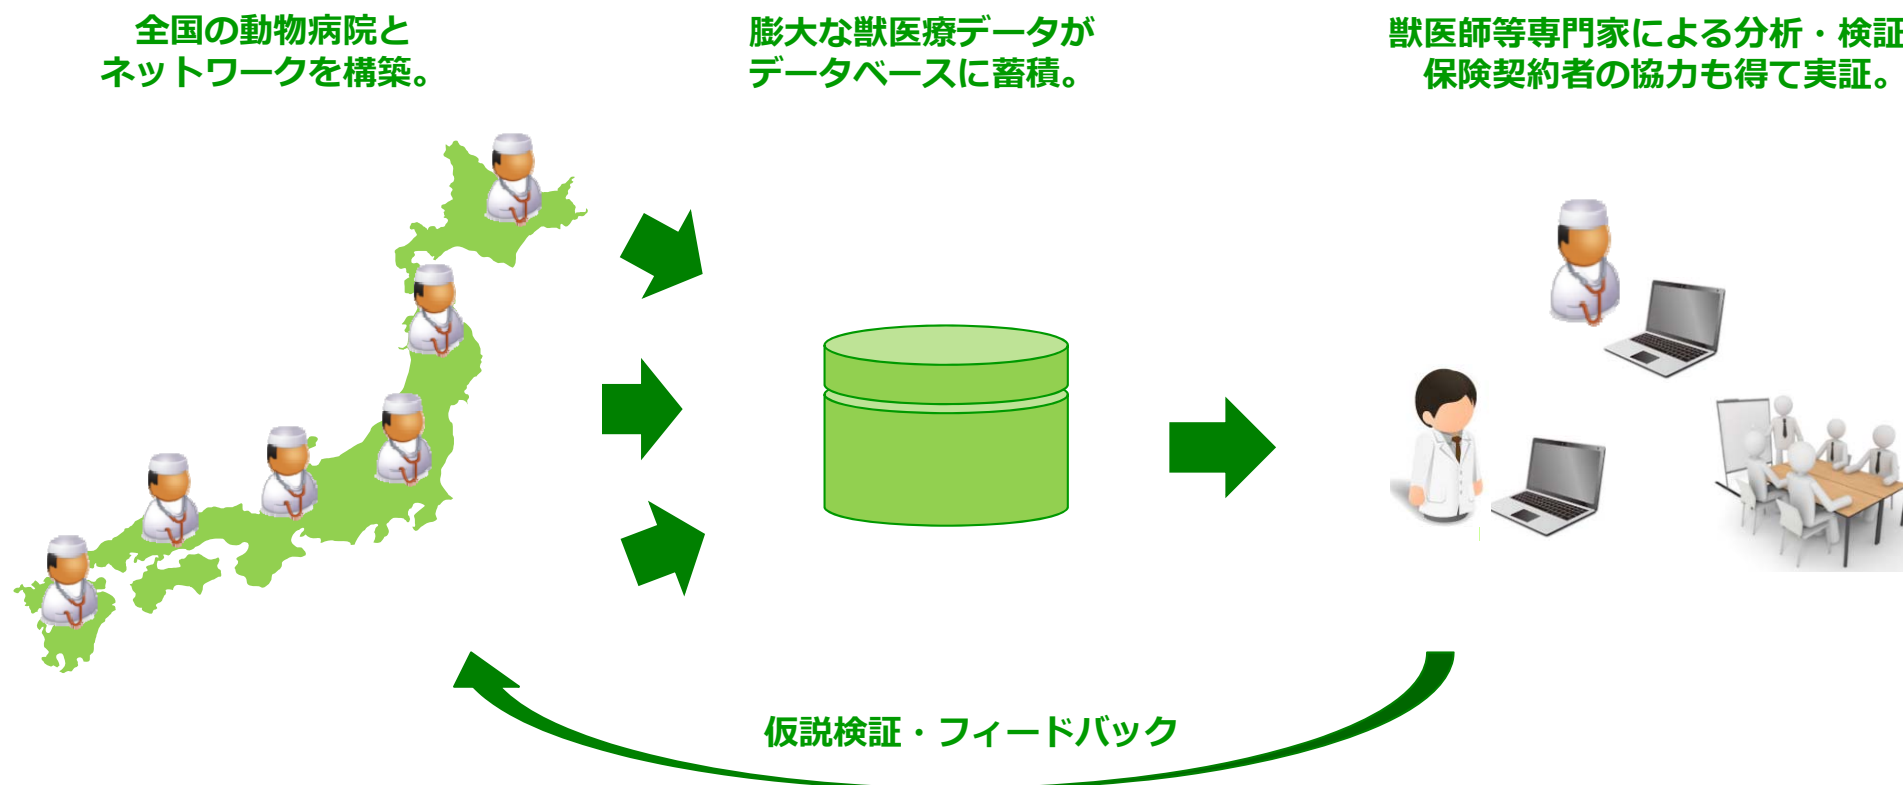 全国の動物病院と
ネットワークを構築。
膨大な獣医療データが
データベースに蓄積。
獣医師等専門家による分析・検証
保険契約者の協力も得て実証。
仮説検証・フィードバック